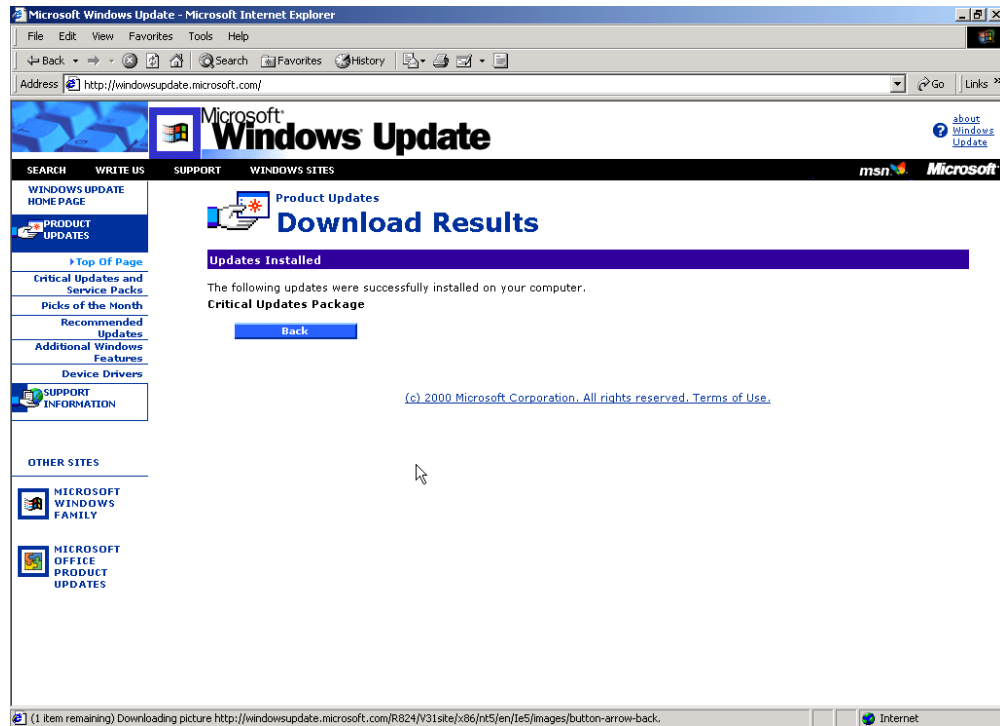 Microsoft Windows Update - Microsoft Internet Explorer
File Edit View Favorites Tools Help
Back Search Favorites History
Address http://windowsupdate.microsoft.com/ Go Links »
Microsoft
Windows Update
about
Windows
Update
SEARCH WRITE US SUPPORT WINDOWS SITES msn Microsoft
WINDOWS UPDATE
HOME PAGE
PRODUCT
UPDATES
Top Of Page
Critical Updates and
Service Packs
Picks of the Month
Recommended
Updates
Additional Windows
Features
Device Drivers
SUPPORT
INFORMATION
OTHER SITES
MICROSOFT
WINDOWS
FAMILY
MICROSOFT
OFFICE
PRODUCT
UPDATES
Product Updates
Download Results
Updates Installed
The following updates were successfully installed on your computer.
Critical Updates Package
Back
(c) 2000 Microsoft Corporation. All rights reserved. Terms of Use.
(1 item remaining) Downloading picture http://windowsupdate.microsoft.com/R824/V31site/x86/nt5/en/Ie5/images/button-arrow-back. Internet